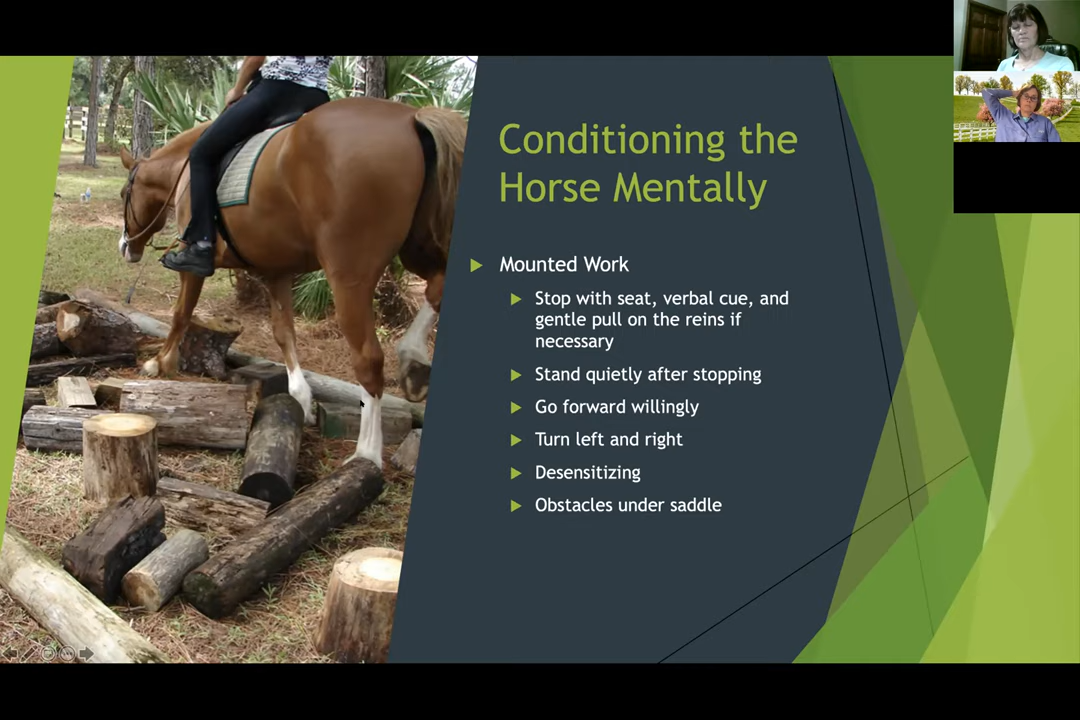 Conditioning the
Horse Mentally
Mounted Work
Stop with seat, verbal cue, and
gentle pull on the reins if
necessary
Stand quietly after stopping
Go forward willingly
Turn left and right
Desensitizing
Obstacles under saddle